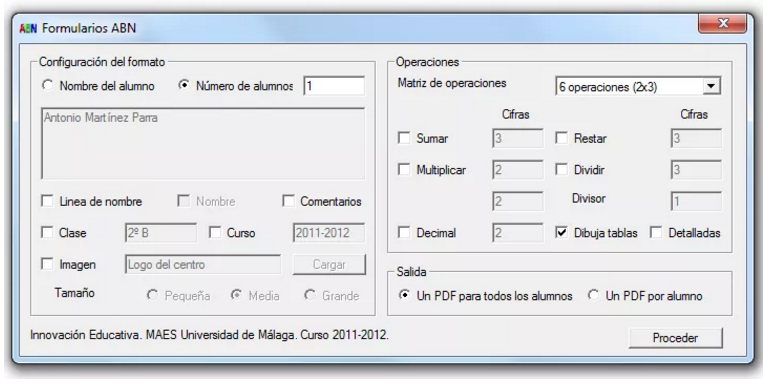 ABN Formularios ABN
Configuración del formato
Nombre del alumno Número de alumnos 1
Antonio Martínez Parra
Linea de nombre Nombre Comentarios
Clase 2º B Curso 2011-2012
Imagen Logo del centro Cargar
Tamaño Pequeña Media Grande
Operaciones
Matriz de operaciones 6 operaciones (2x3)
Cifras Cifras
Sumar 3 Restar 3
Multiplicar 2 Dividir 3
2 Divisor 1
Decimal 2 Dibuja tablas Detalladas
Salida
Un PDF para todos los alumnos Un PDF por alumno
Innovación Educativa. MAES Universidad de Málaga. Curso 2011-2012.
Proceder